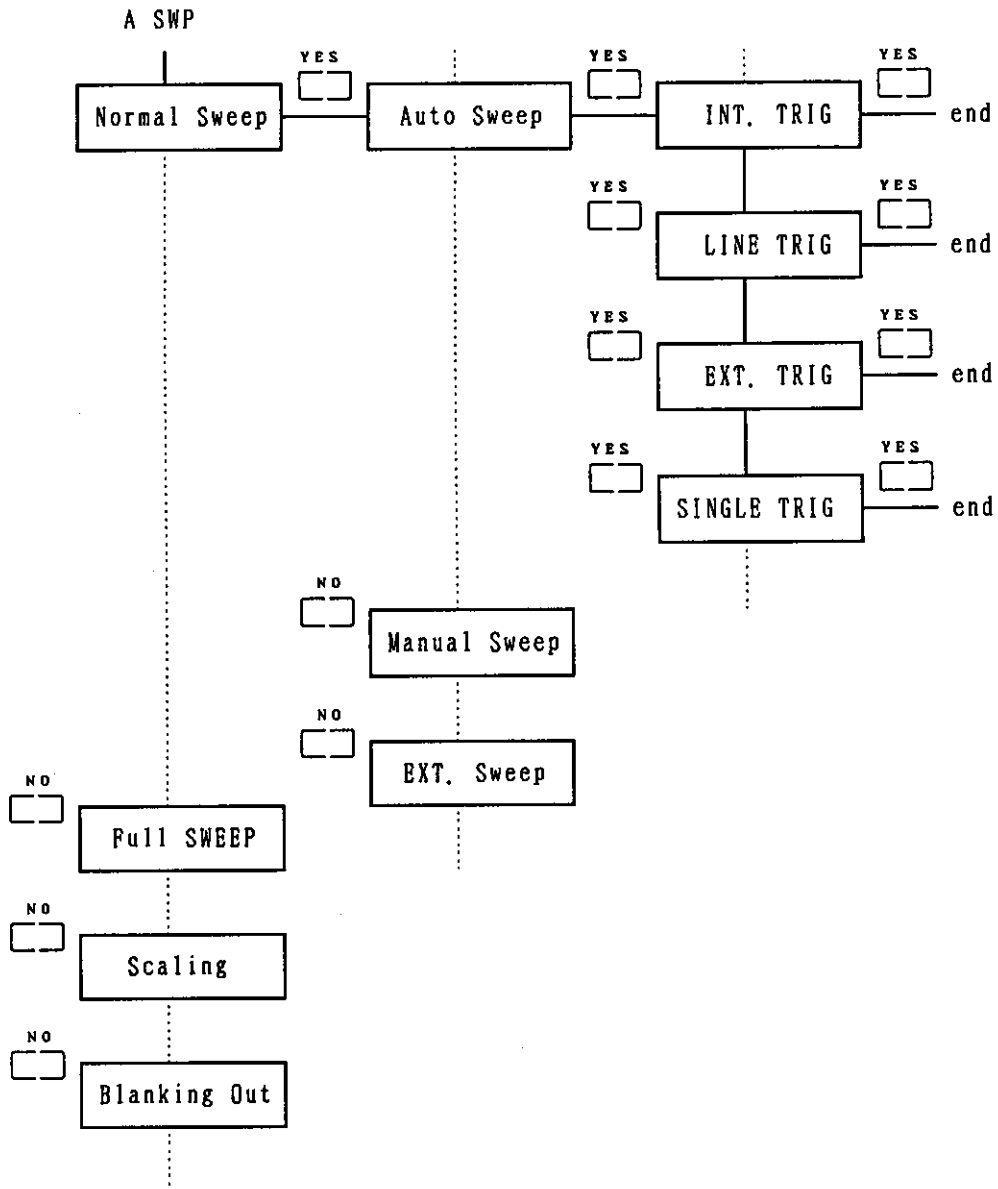 A SWP
YES YES YES
Normal Sweep Auto Sweep INT. TRIG end
YES YES
LINE TRIG end
YES YES
EXT. TRIG end
YES YES
SINGLE TRIG end
NO
Manual Sweep
NO
EXT. Sweep
NO
Full SWEEP
NO
Scaling
NO
Blanking Out